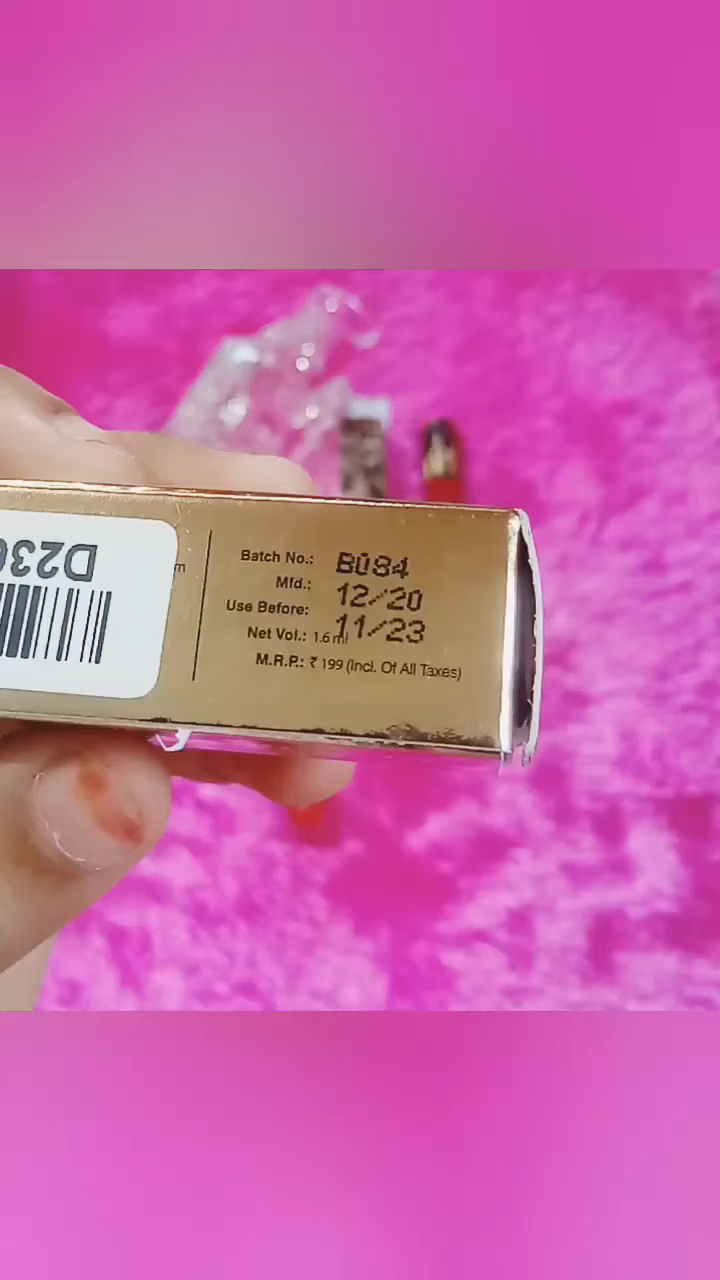 D23
m
Batch No.: B084
Mfd.: 12/20
Use Before: 11/23
Net Vol.: 1.6 ml
M.R.P.: ₹ 199 (Incl. Of All Taxes)